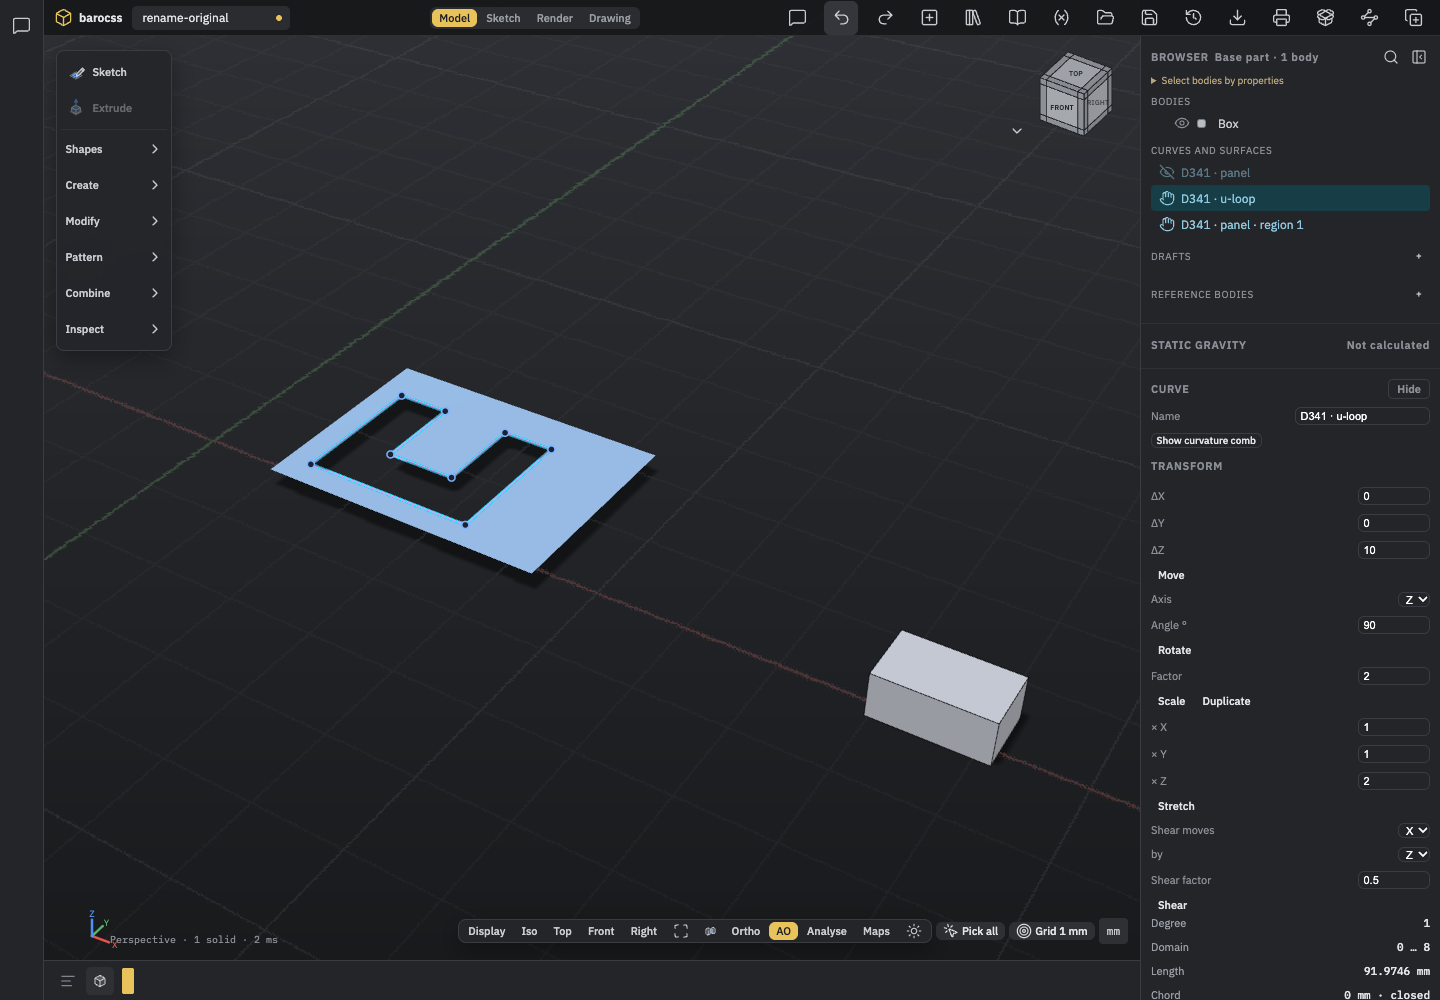 barocss
rename-original
Model Sketch Render Drawing
Sketch
Extrude
Shapes
Create
Modify
Pattern
Combine
Inspect
TOP
FRONT
RIGHT
BROWSER Base part · 1 body
Select bodies by properties
BODIES
Box
CURVES AND SURFACES
D341 · panel
D341 · u-loop
D341 · panel · region 1
DRAFTS +
REFERENCE BODIES +
STATIC GRAVITY Not calculated
CURVE Hide
Name D341 · u-loop
Show curvature comb
TRANSFORM
ΔX 0
ΔY 0
ΔZ 10
Move
Axis Z
Angle ° 90
Rotate
Factor 2
Scale Duplicate
× X 1
× Y 1
× Z 2
Stretch
Shear moves X
by Z
Shear factor 0.5
Shear
Degree 1
Domain 0 … 8
Length 91.9746 mm
Chord 0 mm · closed
Z
Y
X
Perspective · 1 solid · 2 ms
Display Iso Top Front Right Ortho AO Analyse Maps Pick all Grid 1 mm mm